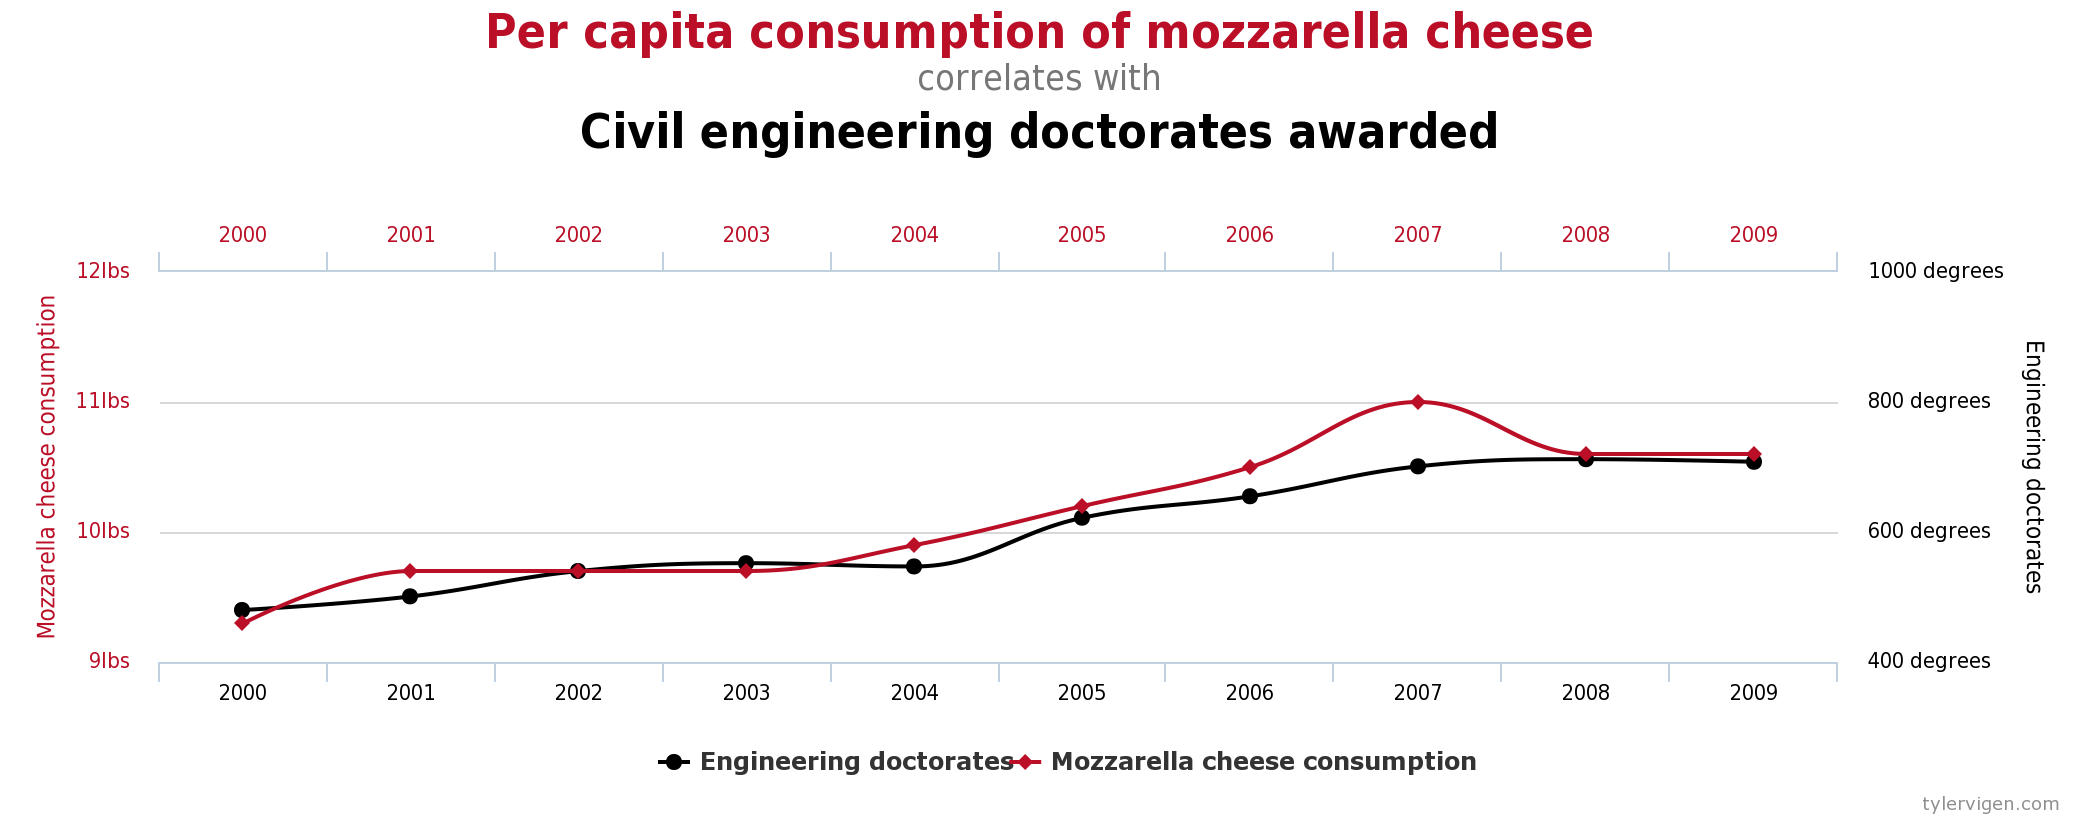 Per capita consumption of mozzarella cheese
correlates with
Civil engineering doctorates awarded
2000 2001 2002 2003 2004 2005 2006 2007 2008 2009
12lbs
11lbs
10lbs
9lbs
Mozzarella cheese consumption
1000 degrees
800 degrees
600 degrees
400 degrees
Engineering doctorates
2000 2001 2002 2003 2004 2005 2006 2007 2008 2009
Engineering doctorates Mozzarella cheese consumption
tylervigen.com